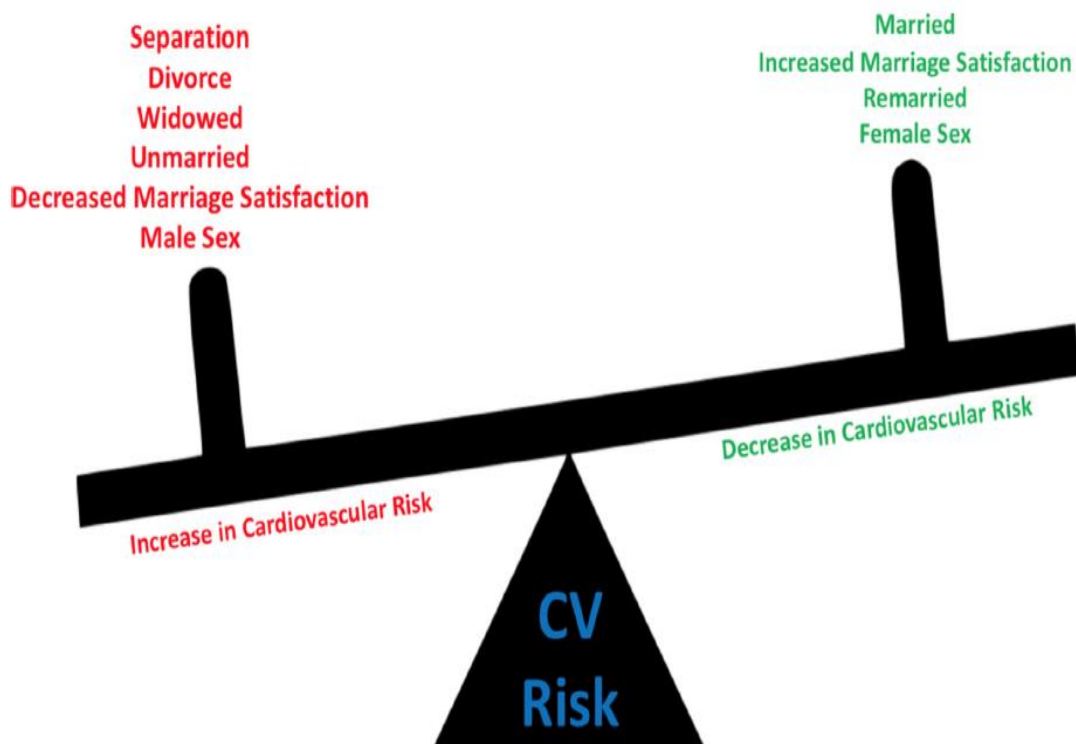 Separation
Divorce
Widowed
Unmarried
Decreased Marriage Satisfaction
Male Sex
Married
Increased Marriage Satisfaction
Remarried
Female Sex
Increase in Cardiovascular Risk
Decrease in Cardiovascular Risk
CV
Risk